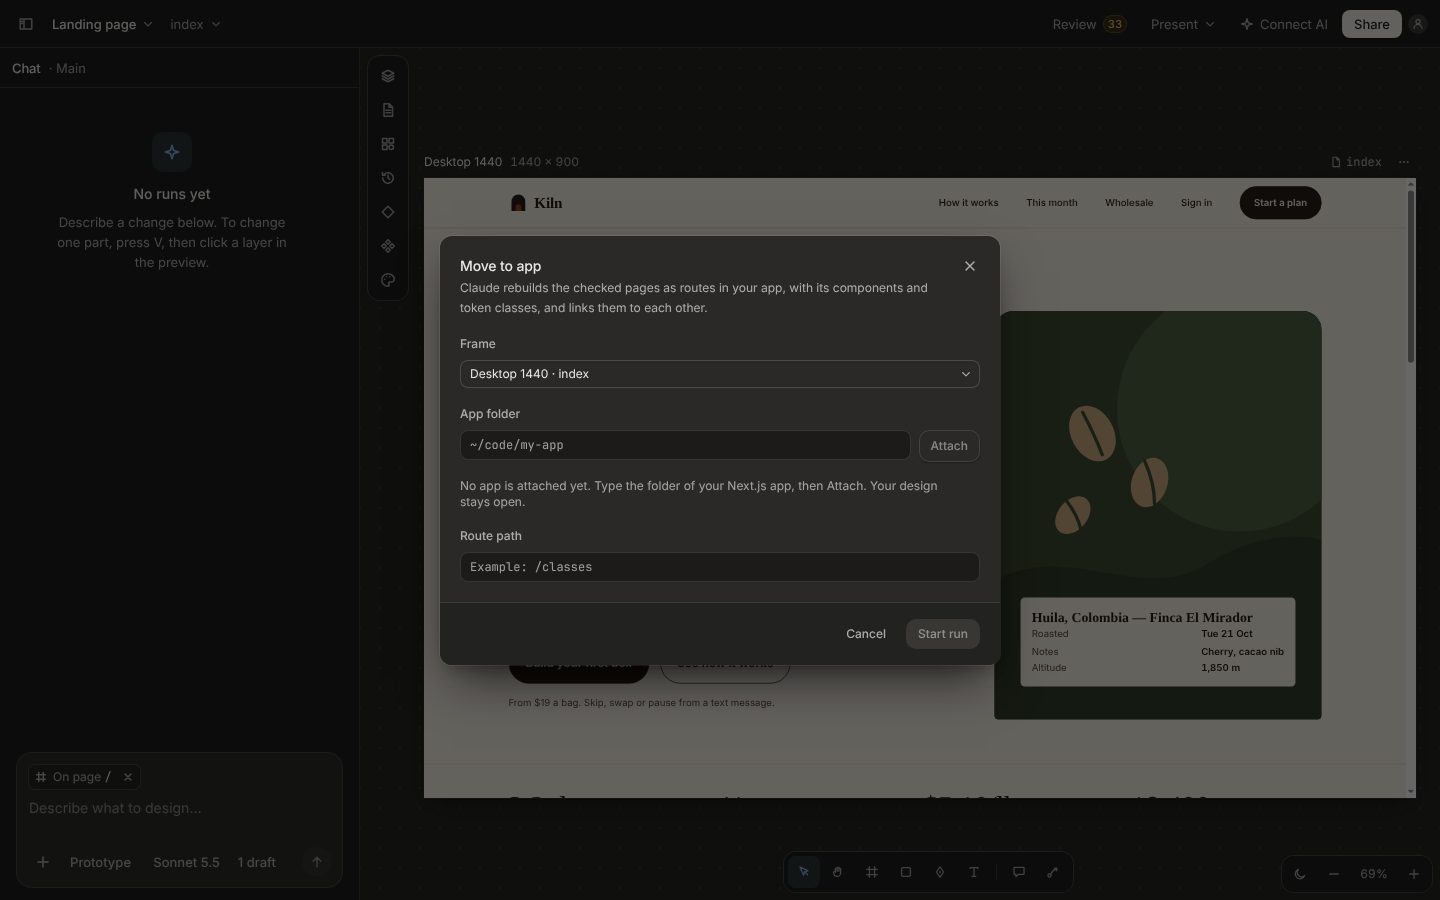 Landing page
index
Review 33
Present
Connect AI
Share
Chat · Main
No runs yet
Describe a change below. To change
one part, press V, then click a layer in
the preview.
Desktop 1440 1440 × 900
index
Kiln
How it works
This month
Wholesale
Sign in
Start a plan
Move to app
Claude rebuilds the checked pages as routes in your app, with its components and
token classes, and links them to each other.
Frame
Desktop 1440 · index
App folder
~/code/my-app
Attach
No app is attached yet. Type the folder of your Next.js app, then Attach. Your design
stays open.
Route path
Example: /classes
Cancel
Start run
From $19 a bag. Skip, swap or pause from a text message.
Huila, Colombia — Finca El Mirador
Roasted Tue 21 Oct
Notes Cherry, cacao nib
Altitude 1,850 m
On page /
Describe what to design...
Prototype
Sonnet 5.5
1 draft
69%